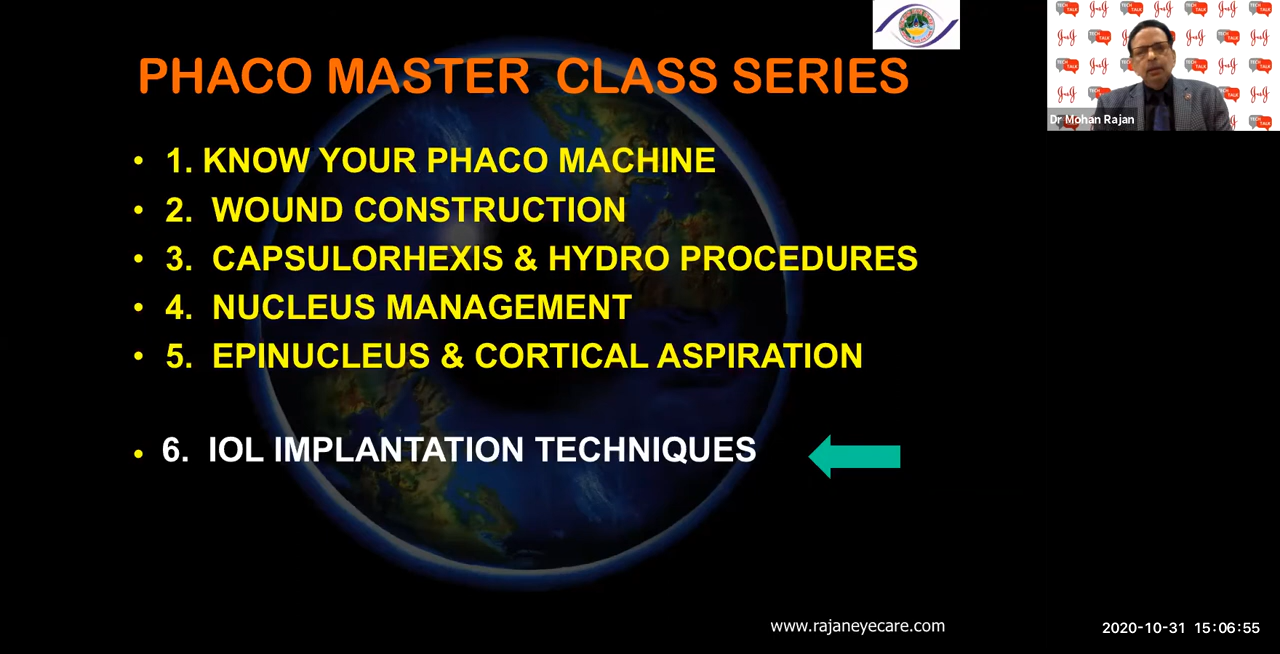 PHACO MASTER CLASS SERIES
• 1. KNOW YOUR PHACO MACHINE
• 2. WOUND CONSTRUCTION
• 3. CAPSULORHEXIS & HYDRO PROCEDURES
• 4. NUCLEUS MANAGEMENT
• 5. EPINUCLEUS & CORTICAL ASPIRATION
• 6. IOL IMPLANTATION TECHNIQUES
www.rajaneyecare.com
2020-10-31 15:06:55
Dr Mohan Rajan
TECH TALK